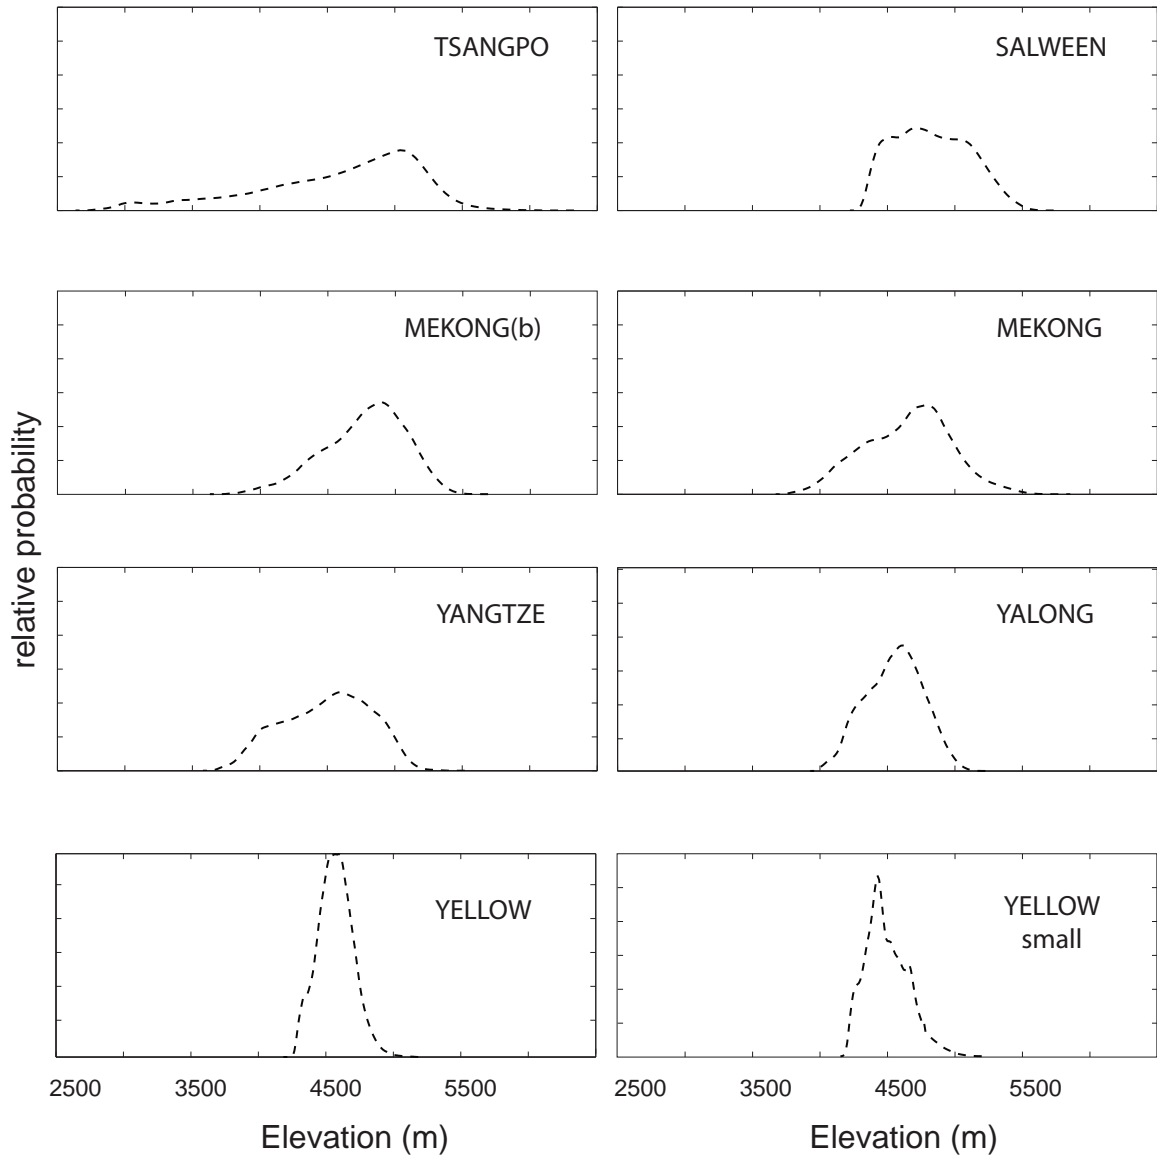 TSANGPO
SALWEEN
MEKONG(b)
MEKONG
relative probability
YANGTZE
YALONG
YELLOW
YELLOW
small
2500 3500 4500 5500
2500 3500 4500 5500
Elevation (m)
Elevation (m)